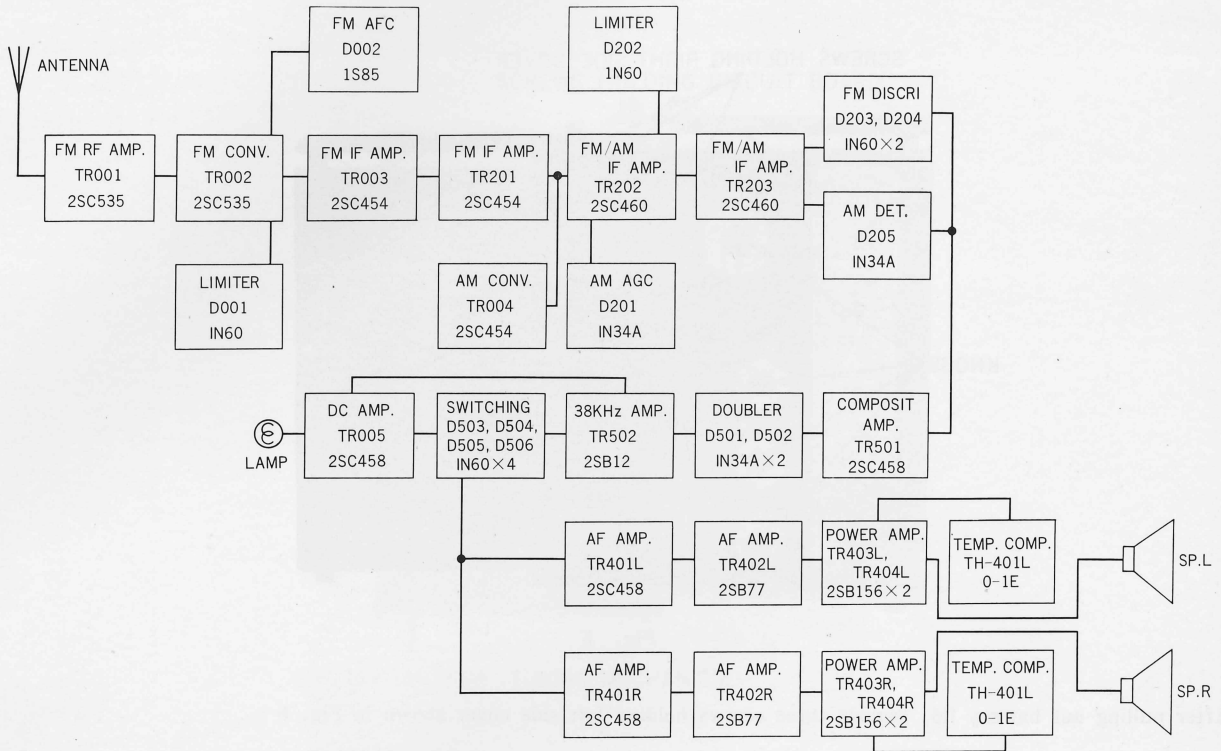 FM AFC
D002
1S85
LIMITER
D202
1N60
ANTENNA
FM DISCRI
D203, D204
IN60×2
FM RF AMP.
TR001
2SC535
FM CONV.
TR002
2SC535
FM IF AMP.
TR003
2SC454
FM IF AMP.
TR201
2SC454
FM/AM
IF AMP.
TR202
2SC460
FM/AM
IF AMP.
TR203
2SC460
AM DET.
D205
IN34A
LIMITER
D001
IN60
AM CONV.
TR004
2SC454
AM AGC
D201
IN34A
LAMP
DC AMP.
TR005
2SC458
SWITCHING
D503, D504,
D505, D506
IN60×4
38KHz AMP.
TR502
2SB12
DOUBLER
D501, D502
IN34A×2
COMPOSIT
AMP.
TR501
2SC458
AF AMP.
TR401L
2SC458
AF AMP.
TR402L
2SB77
POWER AMP.
TR403L,
TR404L
2SB156×2
TEMP. COMP.
TH-401L
0-1E
SP.L
AF AMP.
TR401R
2SC458
AF AMP.
TR402R
2SB77
POWER AMP.
TR403R,
TR404R
2SB156×2
TEMP. COMP.
TH-401L
0-1E
SP.R